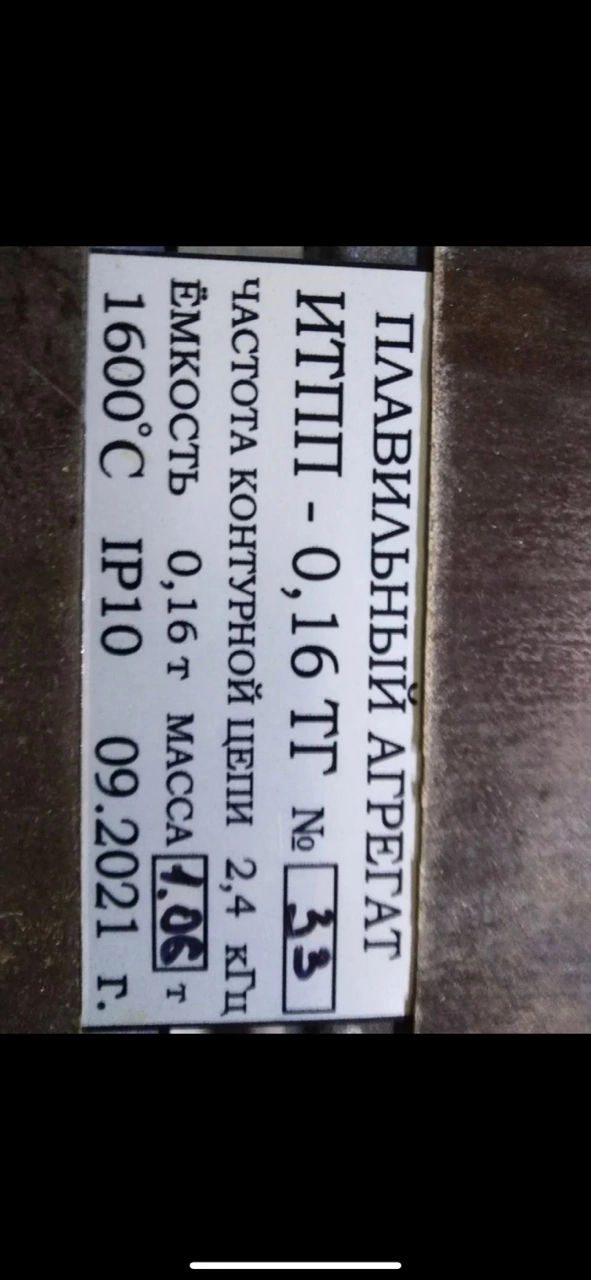 ПЛАВИЛЬНЫЙ АГРЕГАТ
ИТПП - 0,16 ТГ № 33
ЧАСТОТА КОНТУРНОЙ ЦЕПИ 2,4 кГц
ЁМКОСТЬ 0,16 т МАССА 1.06 т
1600°C IP10 09.2021 г.